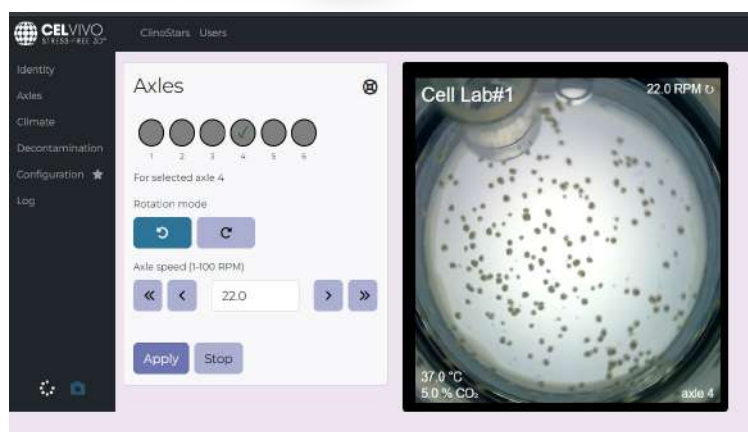 CELVIVO
STRESS-FREE 3D®
ClinoStars Users
Identity
Axles
Climate
Decontamination
Configuration
Log
Axles
1 2 3 4 5 6
For selected axle 4
Rotation mode
Axle speed (1-100 RPM)
22.0
Apply Stop
Cell Lab#1
22.0 RPM
37.0 °C
5.0 % CO₂
axle 4